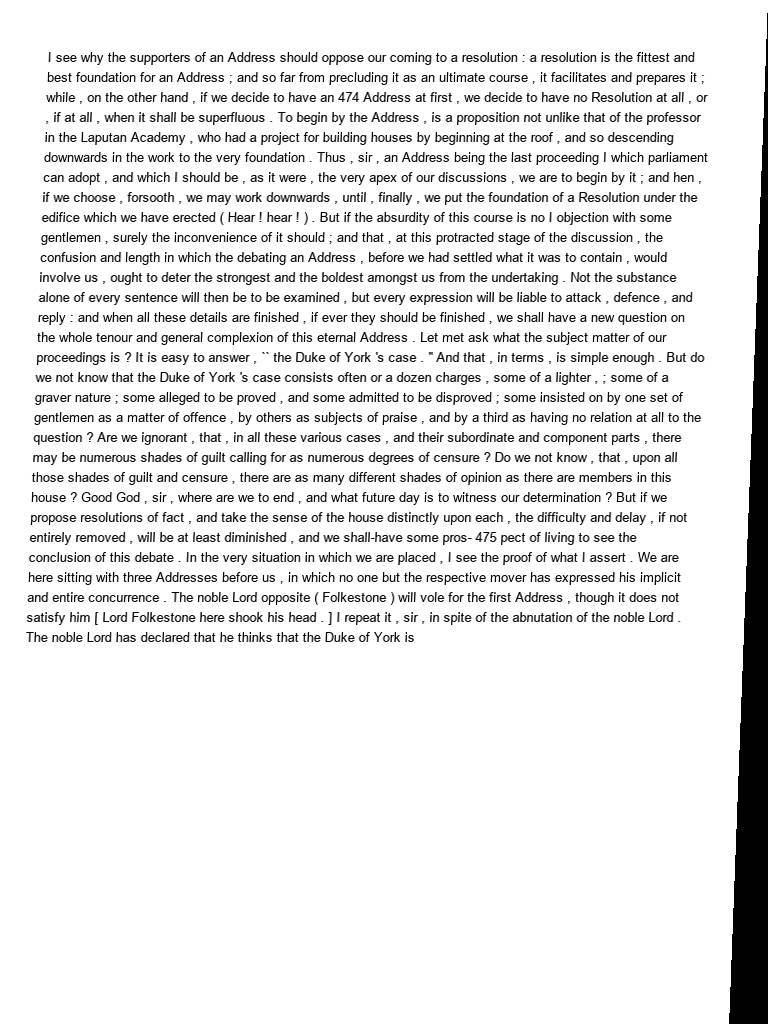 I see why the supporters of an Address should oppose our coming to a resolution : a resolution is the fittest and
best foundation for an Address ; and so far from precluding it as an ultimate course , it facilitates and prepares it ;
while , on the other hand , if we decide to have an 474 Address at first , we decide to have no Resolution at all , or
, if at all , when it shall be superfluous . To begin by the Address , is a proposition not unlike that of the professor
in the Laputan Academy , who had a project for building houses by beginning at the roof , and so descending
downwards in the work to the very foundation . Thus , sir , an Address being the last proceeding I which parliament
can adopt , and which I should be , as it were , the very apex of our discussions , we are to begin by it ; and hen ,
if we choose , forsooth , we may work downwards , until , finally , we put the foundation of a Resolution under the
edifice which we have erected ( Hear ! hear ! ) . But if the absurdity of this course is no I objection with some
gentlemen , surely the inconvenience of it should ; and that , at this protracted stage of the discussion , the
confusion and length in which the debating an Address , before we had settled what it was to contain , would
involve us , ought to deter the strongest and the boldest amongst us from the undertaking . Not the substance
alone of every sentence will then be to be examined , but every expression will be liable to attack , defence , and
reply : and when all these details are finished , if ever they should be finished , we shall have a new question on
the whole tenour and general complexion of this eternal Address . Let met ask what the subject matter of our
proceedings is ? It is easy to answer , `` the Duke of York 's case . " And that , in terms , is simple enough . But do
we not know that the Duke of York 's case consists often or a dozen charges , some of a lighter , ; some of a
graver nature ; some alleged to be proved , and some admitted to be disproved ; some insisted on by one set of
gentlemen as a matter of offence , by others as subjects of praise , and by a third as having no relation at all to the
question ? Are we ignorant , that , in all these various cases , and their subordinate and component parts , there
may be numerous shades of guilt calling for as numerous degrees of censure ? Do we not know , that , upon all
those shades of guilt and censure , there are as many different shades of opinion as there are members in this
house ? Good God , sir , where are we to end , and what future day is to witness our determination ? But if we
propose resolutions of fact , and take the sense of the house distinctly upon each , the difficulty and delay , if not
entirely removed , will be at least diminished , and we shall-have some pros- 475 pect of living to see the
conclusion of this debate . In the very situation in which we are placed , I see the proof of what I assert . We are
here sitting with three Addresses before us , in which no one but the respective mover has expressed his implicit
and entire concurrence . The noble Lord opposite ( Folkestone ) will vole for the first Address , though it does not
satisfy him [ Lord Folkestone here shook his head . ] I repeat it , sir , in spite of the abnutation of the noble Lord .
The noble Lord has declared that he thinks that the Duke of York is